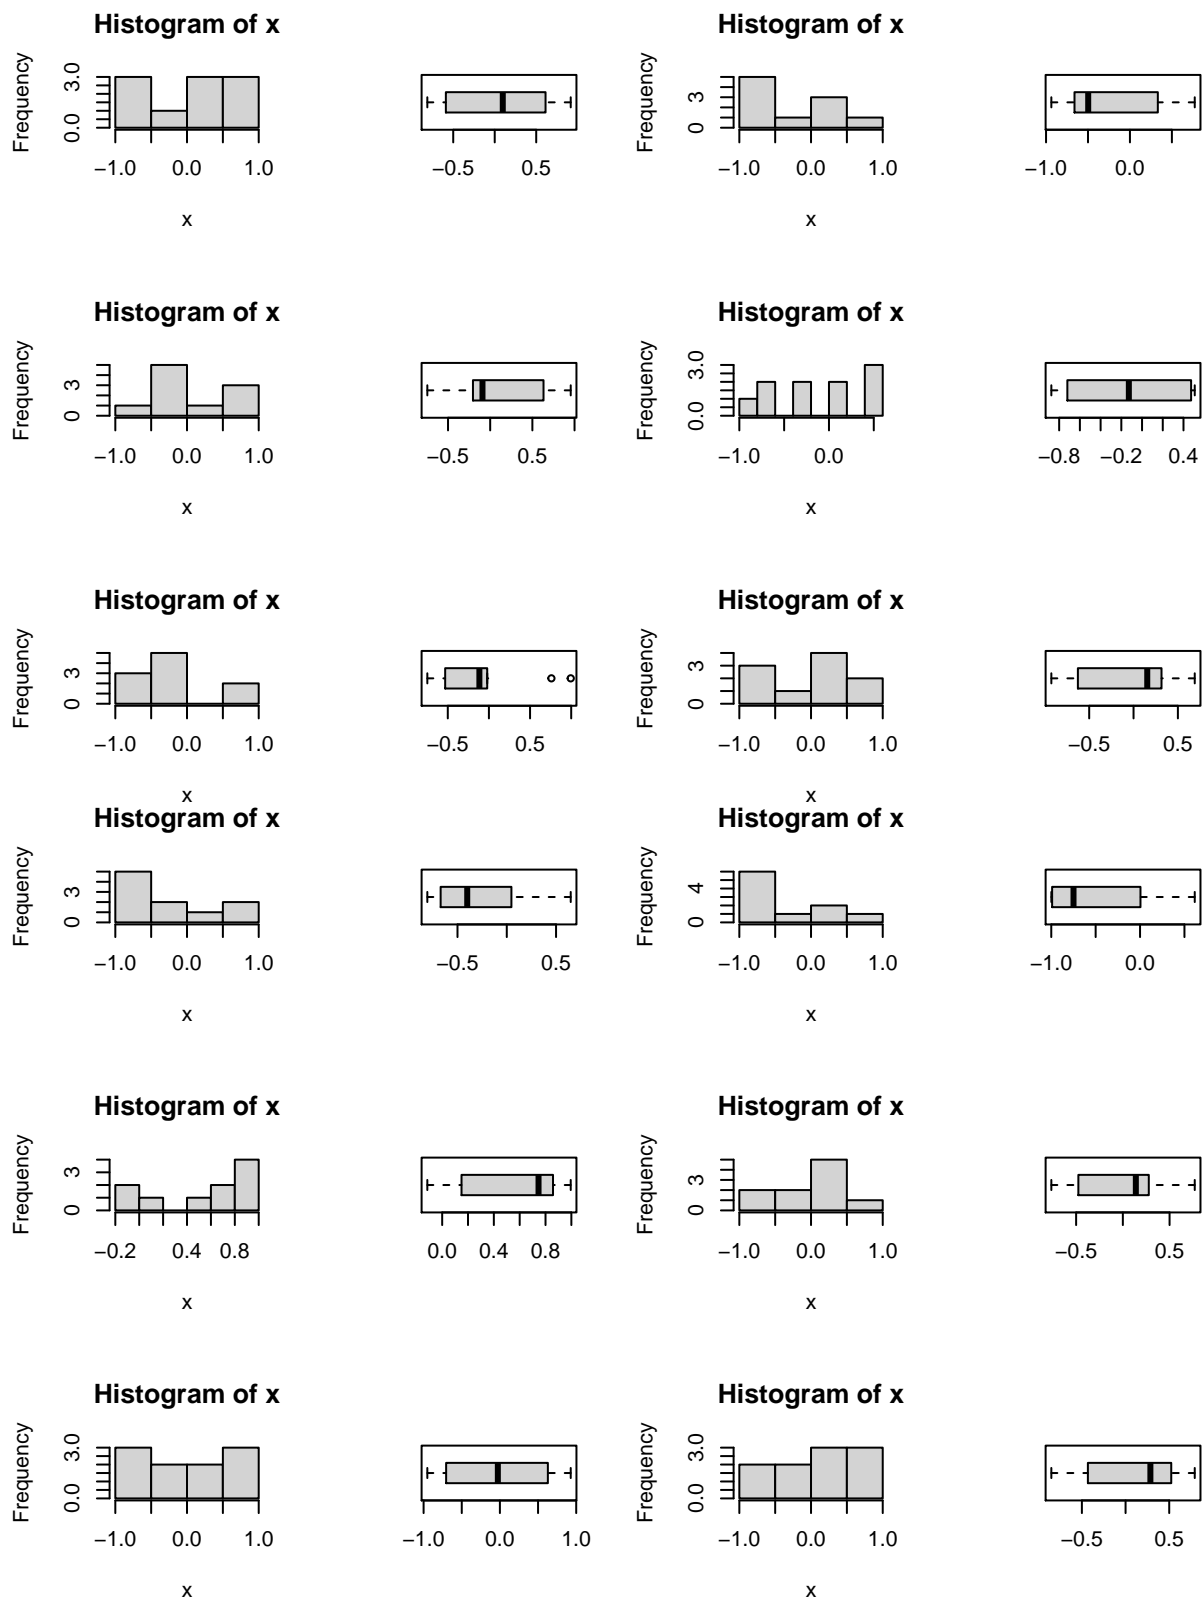 Histogram of x Histogram of x
Frequency 0.0 3.0 Frequency 0 3
−1.0 0.0 1.0 −0.5 0.5 −1.0 0.0 1.0 −1.0 0.0
x x
Histogram of x Histogram of x
Frequency 0 3 Frequency 0.0 3.0
−1.0 0.0 1.0 −0.5 0.5 −1.0 0.0 −0.8 −0.2 0.4
x x
Histogram of x Histogram of x
Frequency 0 3 Frequency 0 3
−1.0 0.0 1.0 −0.5 0.5 −1.0 0.0 1.0 −0.5 0.5
x x
Histogram of x Histogram of x
Frequency 0 3 Frequency 0 4
−1.0 0.0 1.0 −0.5 0.5 −1.0 0.0 1.0 −1.0 0.0
x x
Histogram of x Histogram of x
Frequency 0 3 Frequency 0 3
−0.2 0.4 0.8 0.0 0.4 0.8 −1.0 0.0 1.0 −0.5 0.5
x x
Histogram of x Histogram of x
Frequency 0.0 3.0 Frequency 0.0 3.0
−1.0 0.0 1.0 −1.0 0.0 1.0 −1.0 0.0 1.0 −0.5 0.5
x x